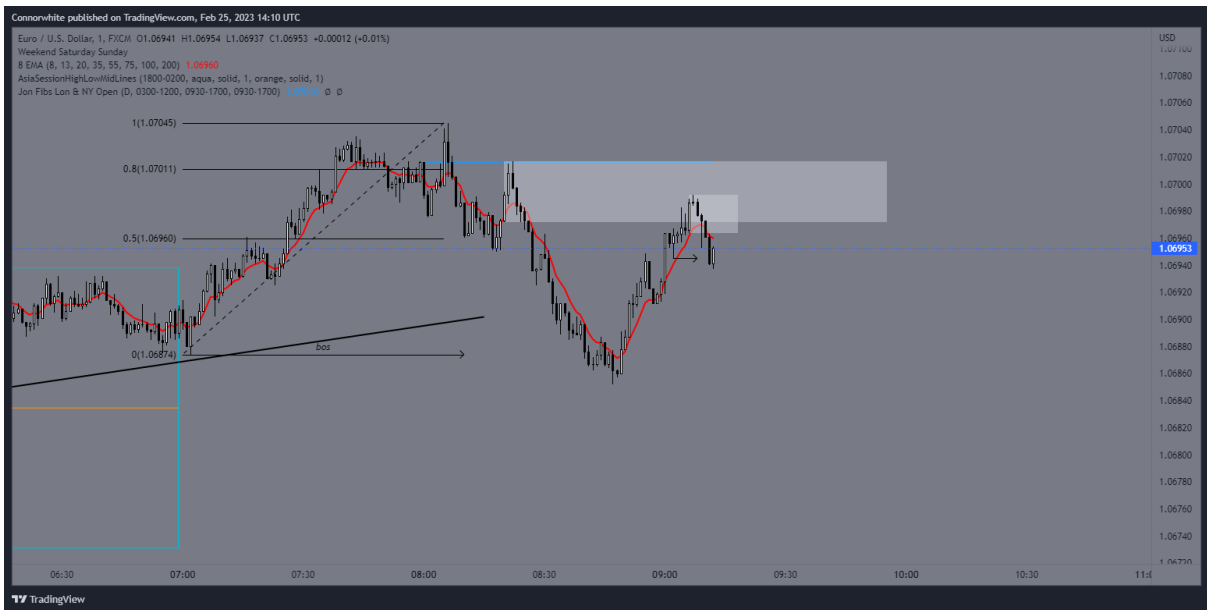 Connorwhite published on TradingView.com, Feb 25, 2023 14:10 UTC
Euro / U.S. Dollar, 1, FXCM O1.06941 H1.06954 L1.06937 C1.06953 +0.00012 (+0.01%)
Weekend Saturday Sunday
8 EMA (8, 13, 20, 35, 55, 75, 100, 200) 1.06960
AsiaSessionHighLowMidLines (1800-0200, aqua, solid, 1, orange, solid, 1)
Jon Fibs Lon & NY Open (D, 0300-1200, 0930-1700, 0930-1700) Ø Ø
USD
1.07100
1.07080
1.07060
1.07040
1.07020
1.07000
1.06980
1.06960
1.06953
1.06940
1.06920
1.06900
1.06880
1.06860
1.06840
1.06820
1.06800
1.06780
1.06760
1.06740
1.06720
1(1.07045)
0.8(1.07011)
0.5(1.06960)
0(1.06874)
bos
06:30 07:00 07:30 08:00 08:30 09:00 09:30 10:00 10:30
TradingView